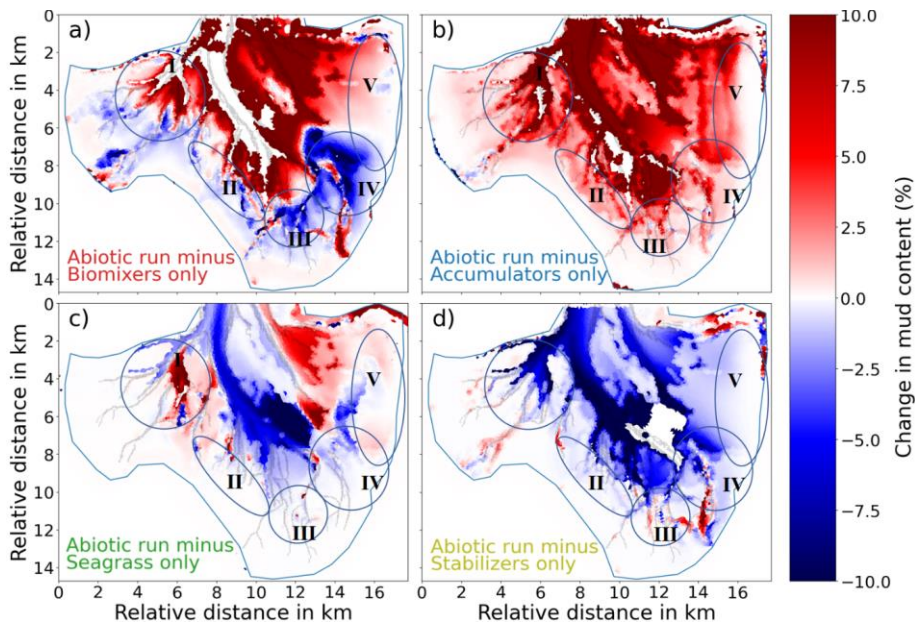 a)
b)
10.0
7.5
5.0
2.5
0.0
−2.5
−5.0
−7.5
−10.0
Change in mud content (%)
0
2
4
6
8
10
12
14
Relative distance in km
I
II
III
IV
V
Abiotic run minus
Biomixers only
I
II
III
IV
V
Abiotic run minus
Accumulators only
c)
d)
0
2
4
6
8
10
12
14
Relative distance in km
I
II
III
IV
V
Abiotic run minus
Seagrass only
I
II
III
IV
V
Abiotic run minus
Stabilizers only
0 2 4 6 8 10 12 14 16
0 2 4 6 8 10 12 14 16
Relative distance in km
Relative distance in km